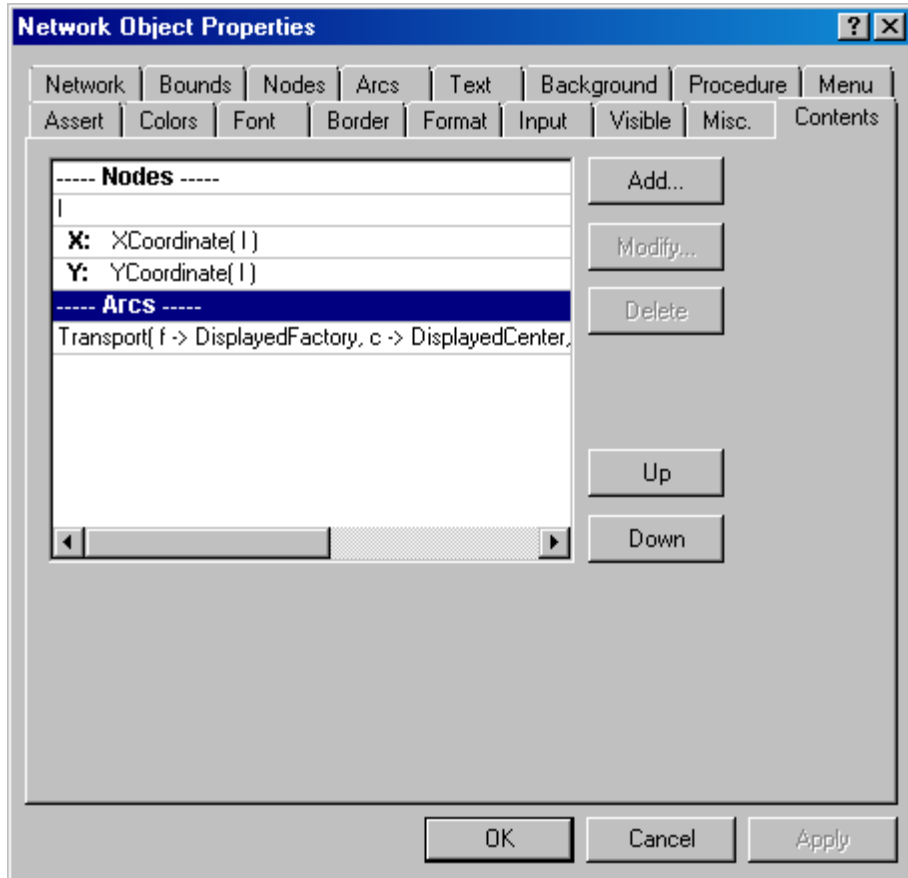 Network Object Properties
Network Bounds Nodes Arcs Text Background Procedure Menu
Assert Colors Font Border Format Input Visible Misc. Contents
----- Nodes -----
l
X: XCoordinate( l )
Y: YCoordinate( l )
----- Arcs -----
Transport( f -> DisplayedFactory, c -> DisplayedCenter,
Add...
Modify...
Delete
Up
Down
OK Cancel Apply